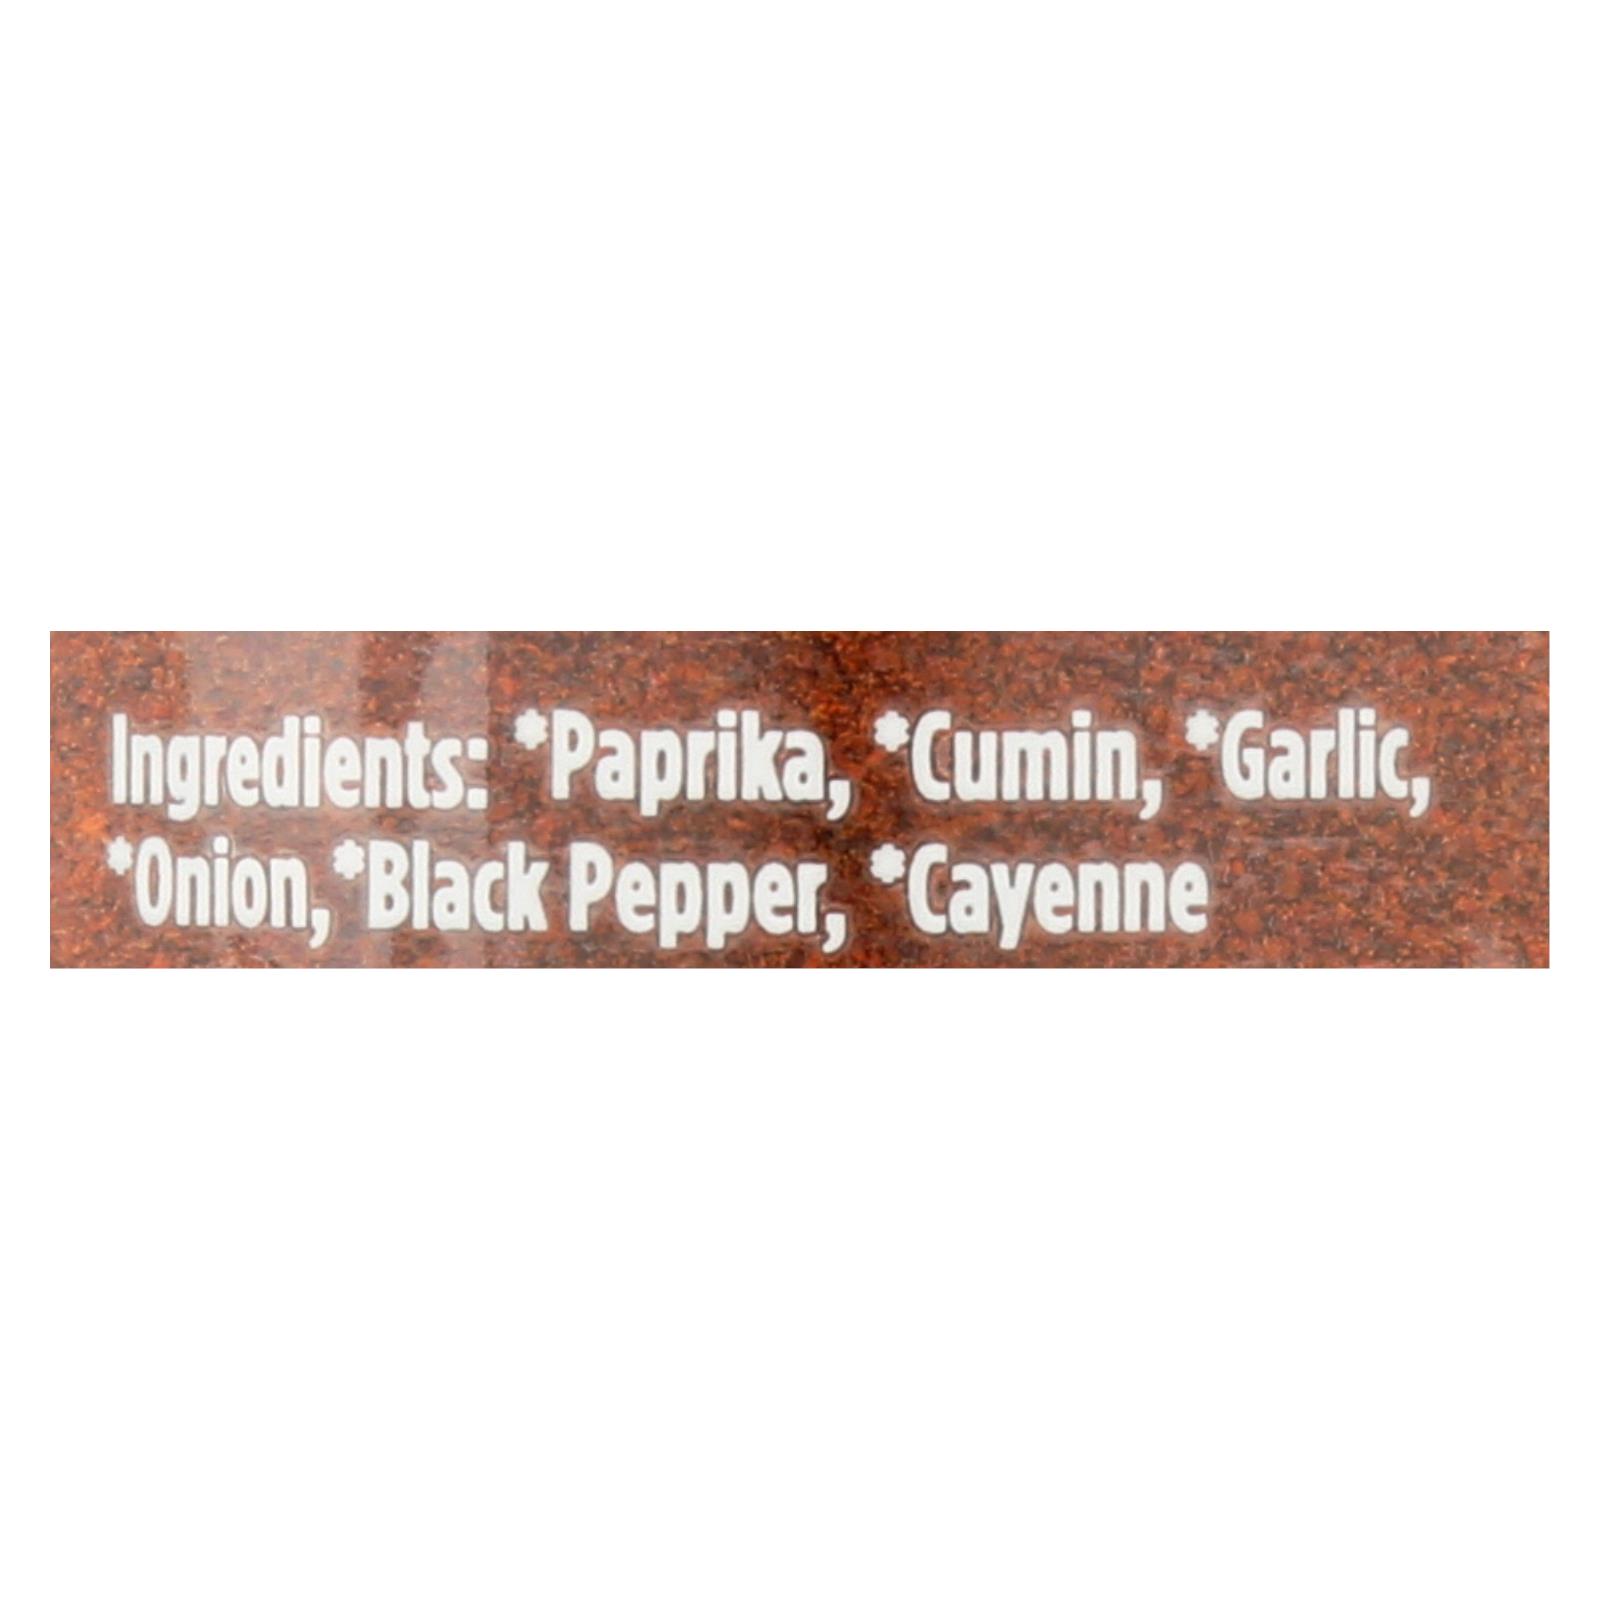 Ingredients: *Paprika, *Cumin, *Garlic,
*Onion, *Black Pepper, *Cayenne